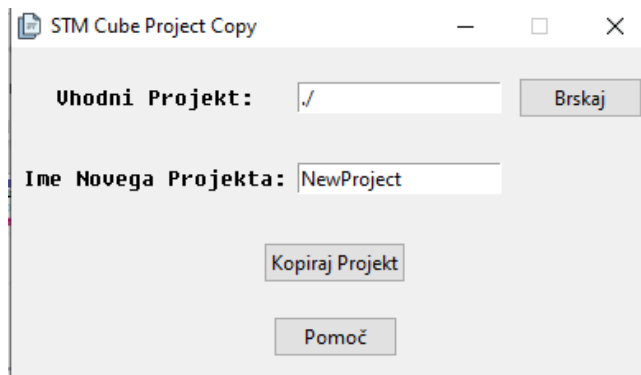 STM Cube Project Copy
Vhodni Projekt: ./ Brskaj
Ime Novega Projekta: NewProject
Kopiraj Projekt
Pomoč